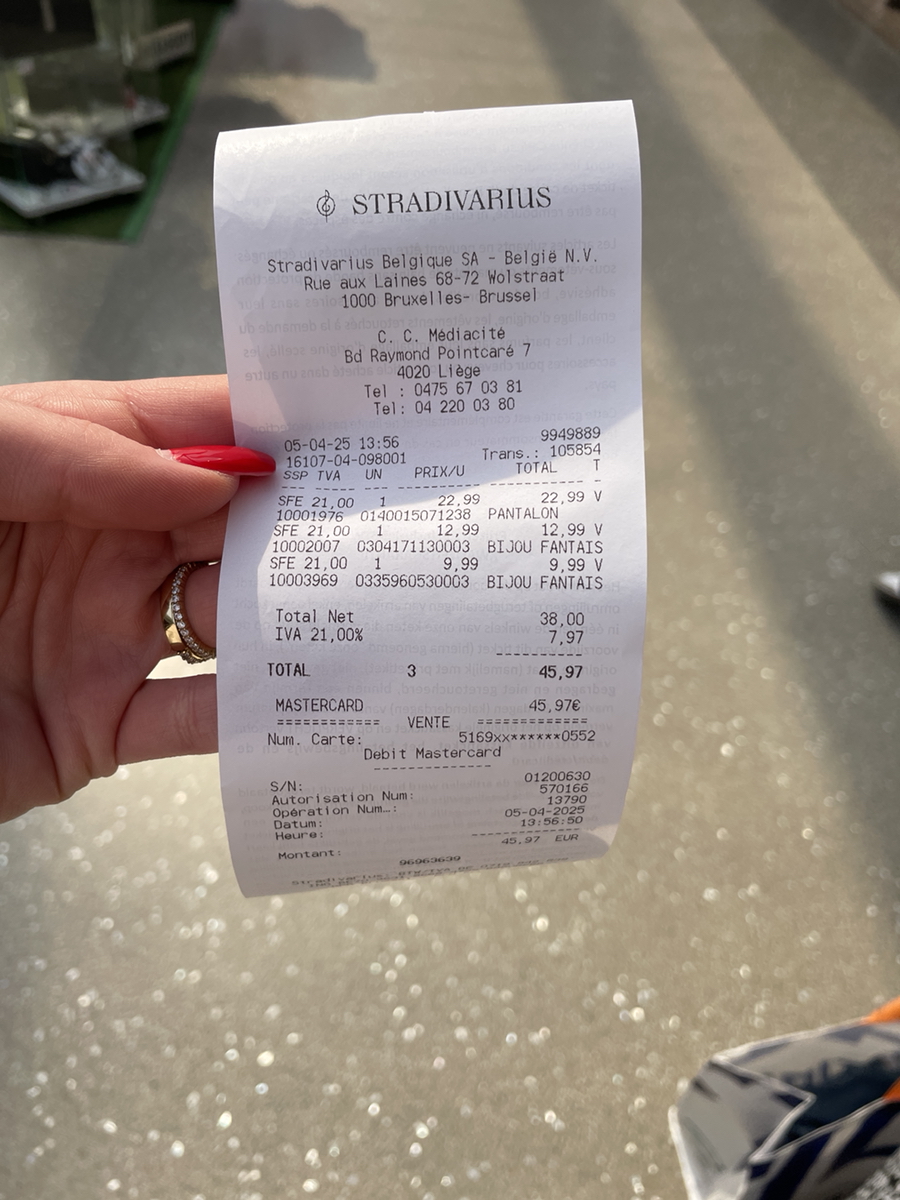 STRADIVARIUS
Stradivarius Belgique SA - België N.V.
Rue aux Laines 68-72 Wolstraat
1000 Bruxelles- Brussel
C. C. Médiacité
Bd Raymond Pointcaré 7
4020 Liège
Tel : 0475 67 03 81
Tel: 04 220 03 80
05-04-25 13:56 9949889
16107-04-098001 Trans.: 105854
SSP TVA UN PRIX/U TOTAL T
SFE 21,00 1 22,99 22,99 V
10001976 0140015071238 PANTALON
SFE 21,00 1 12,99 12,99 V
10002007 0304171130003 BIJOU FANTAIS
SFE 21,00 1 9,99 9,99 V
10003969 0335960530003 BIJOU FANTAIS
Total Net 38,00
IVA 21,00% 7,97
TOTAL 3 45,97
MASTERCARD 45,97€
============ VENTE =============
Num. Carte: 5169xx******0552
Debit Mastercard
S/N: 01200630
Autorisation Num: 570166
Opération Num…: 13790
Datum: 05-04-2025
Heure: 13:56:50
Montant: 45,97 EUR
96963639
Stradivarius: